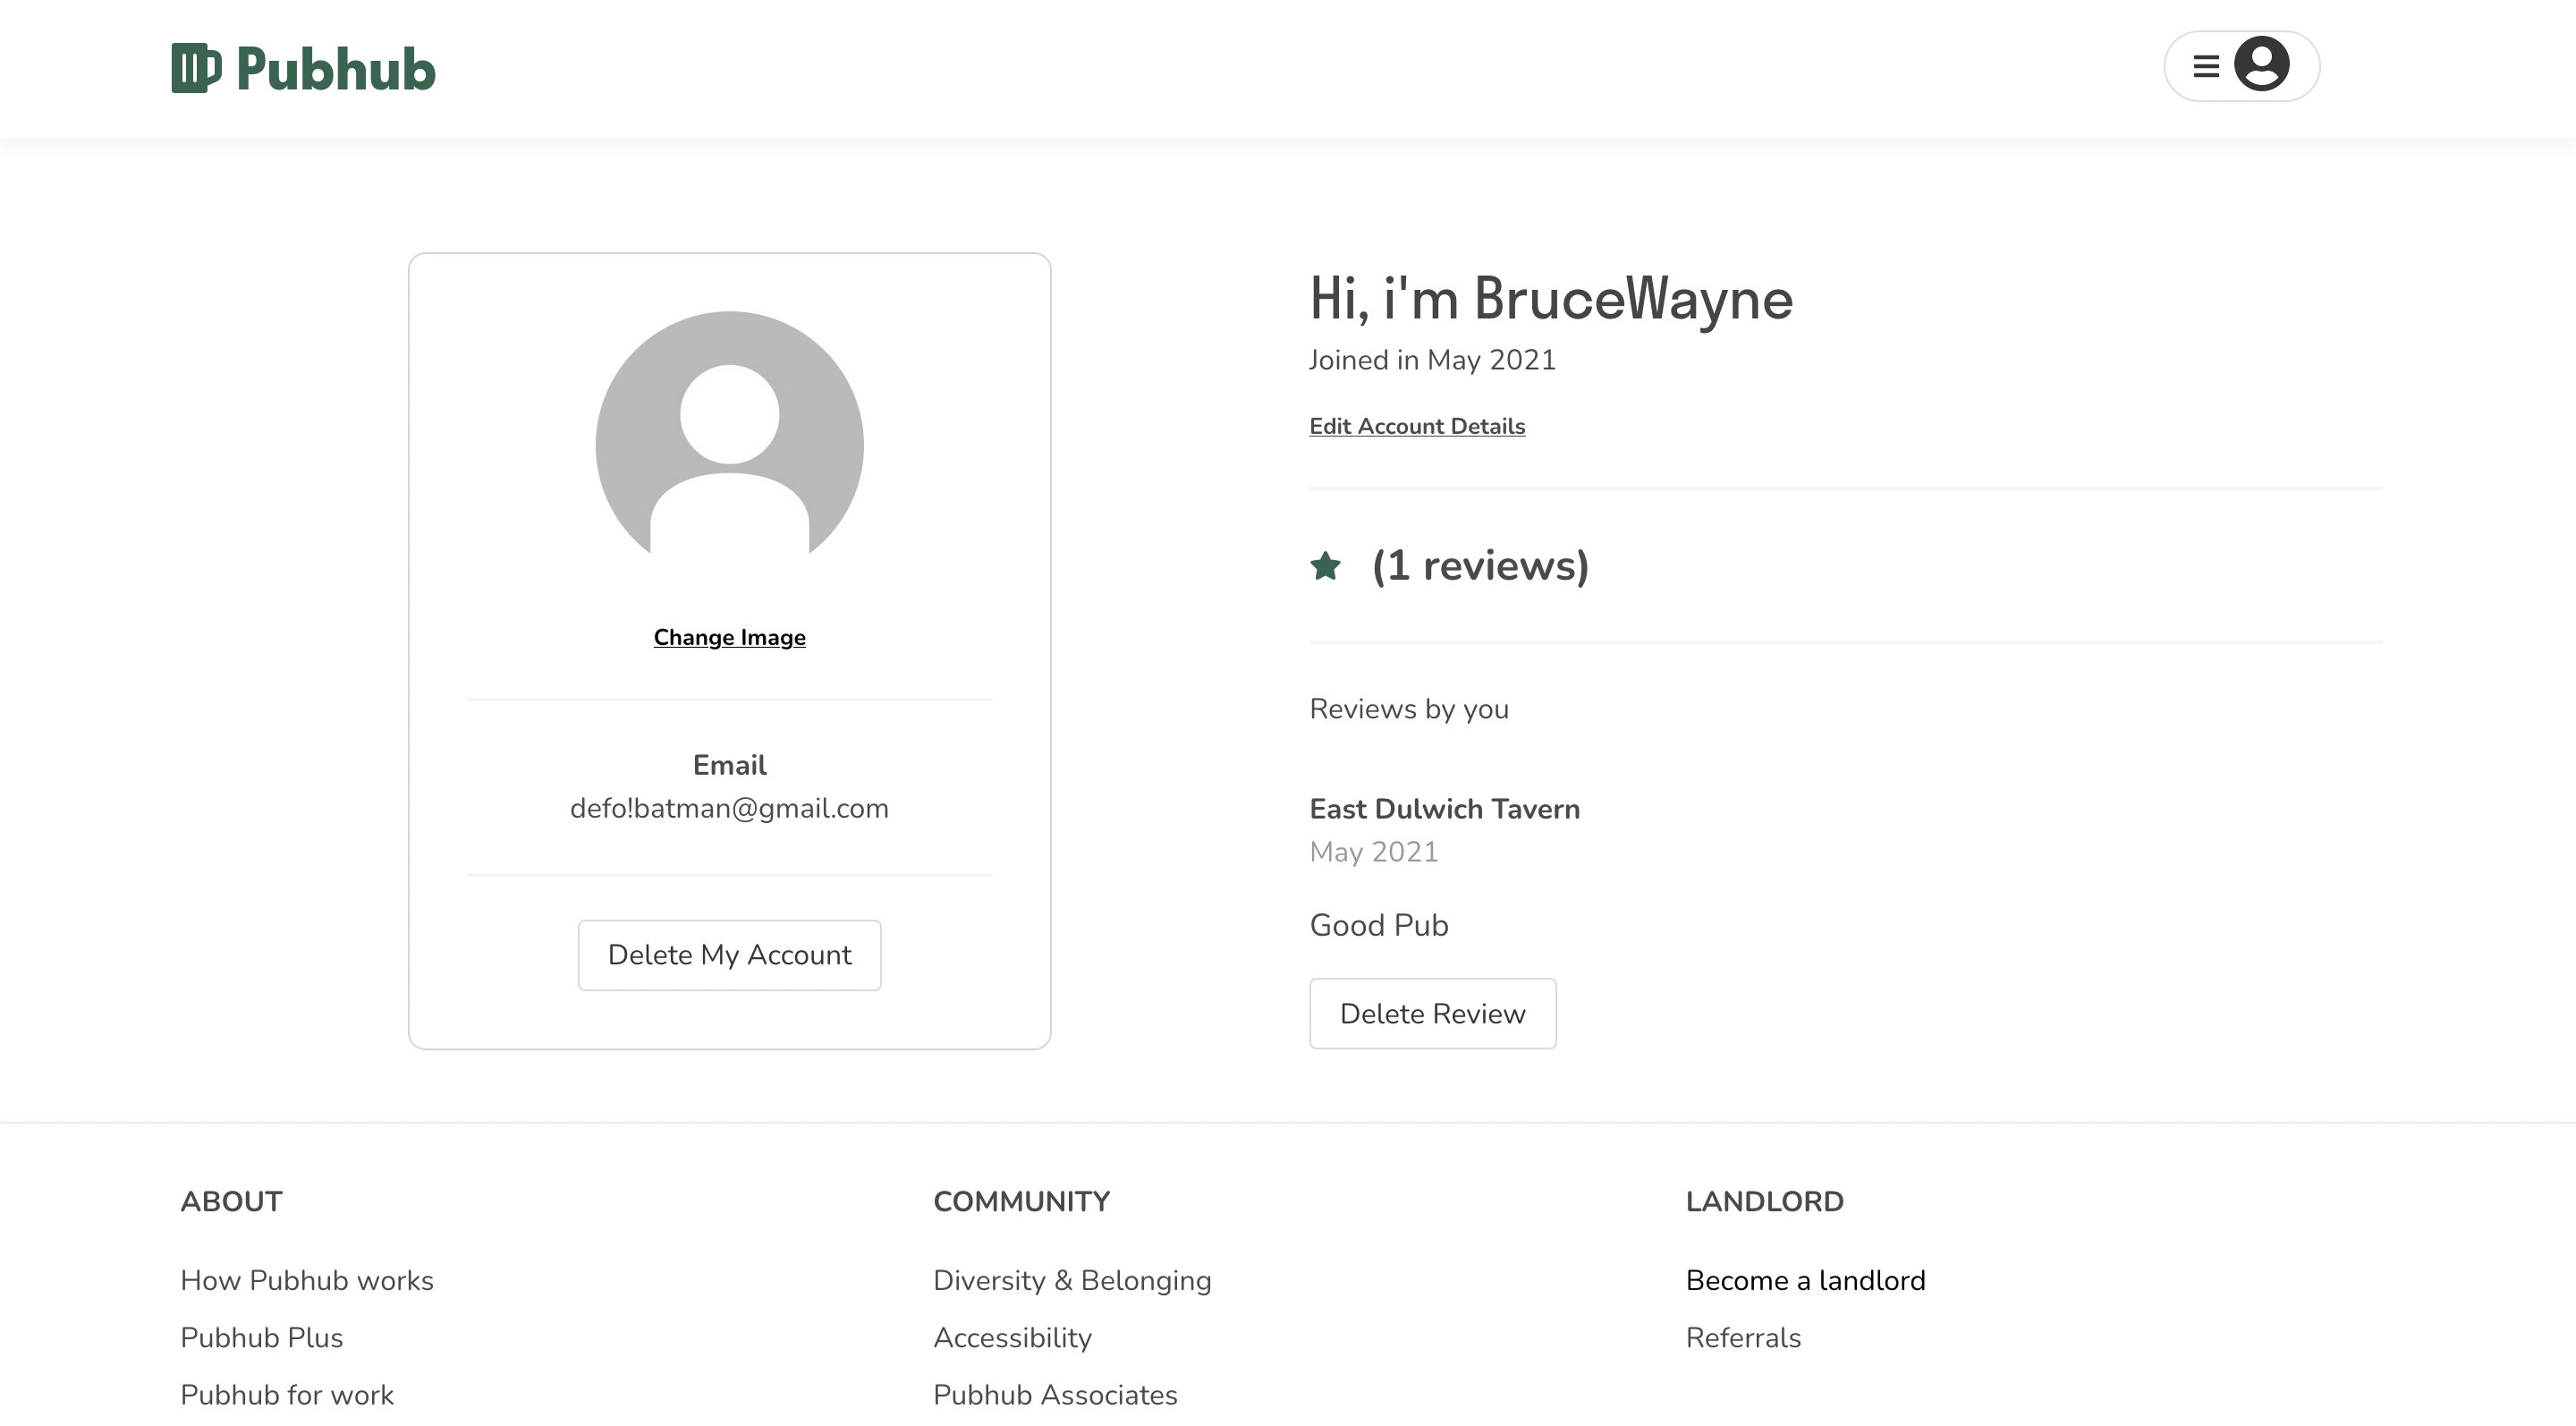 Pubhub
Hi, i'm BruceWayne
Joined in May 2021
Edit Account Details
(1 reviews)
Change Image
Reviews by you
Email
defo!batman@gmail.com
East Dulwich Tavern
May 2021
Good Pub
Delete My Account
Delete Review
ABOUT
How Pubhub works
Pubhub Plus
Pubhub for work
COMMUNITY
Diversity & Belonging
Accessibility
Pubhub Associates
LANDLORD
Become a landlord
Referrals